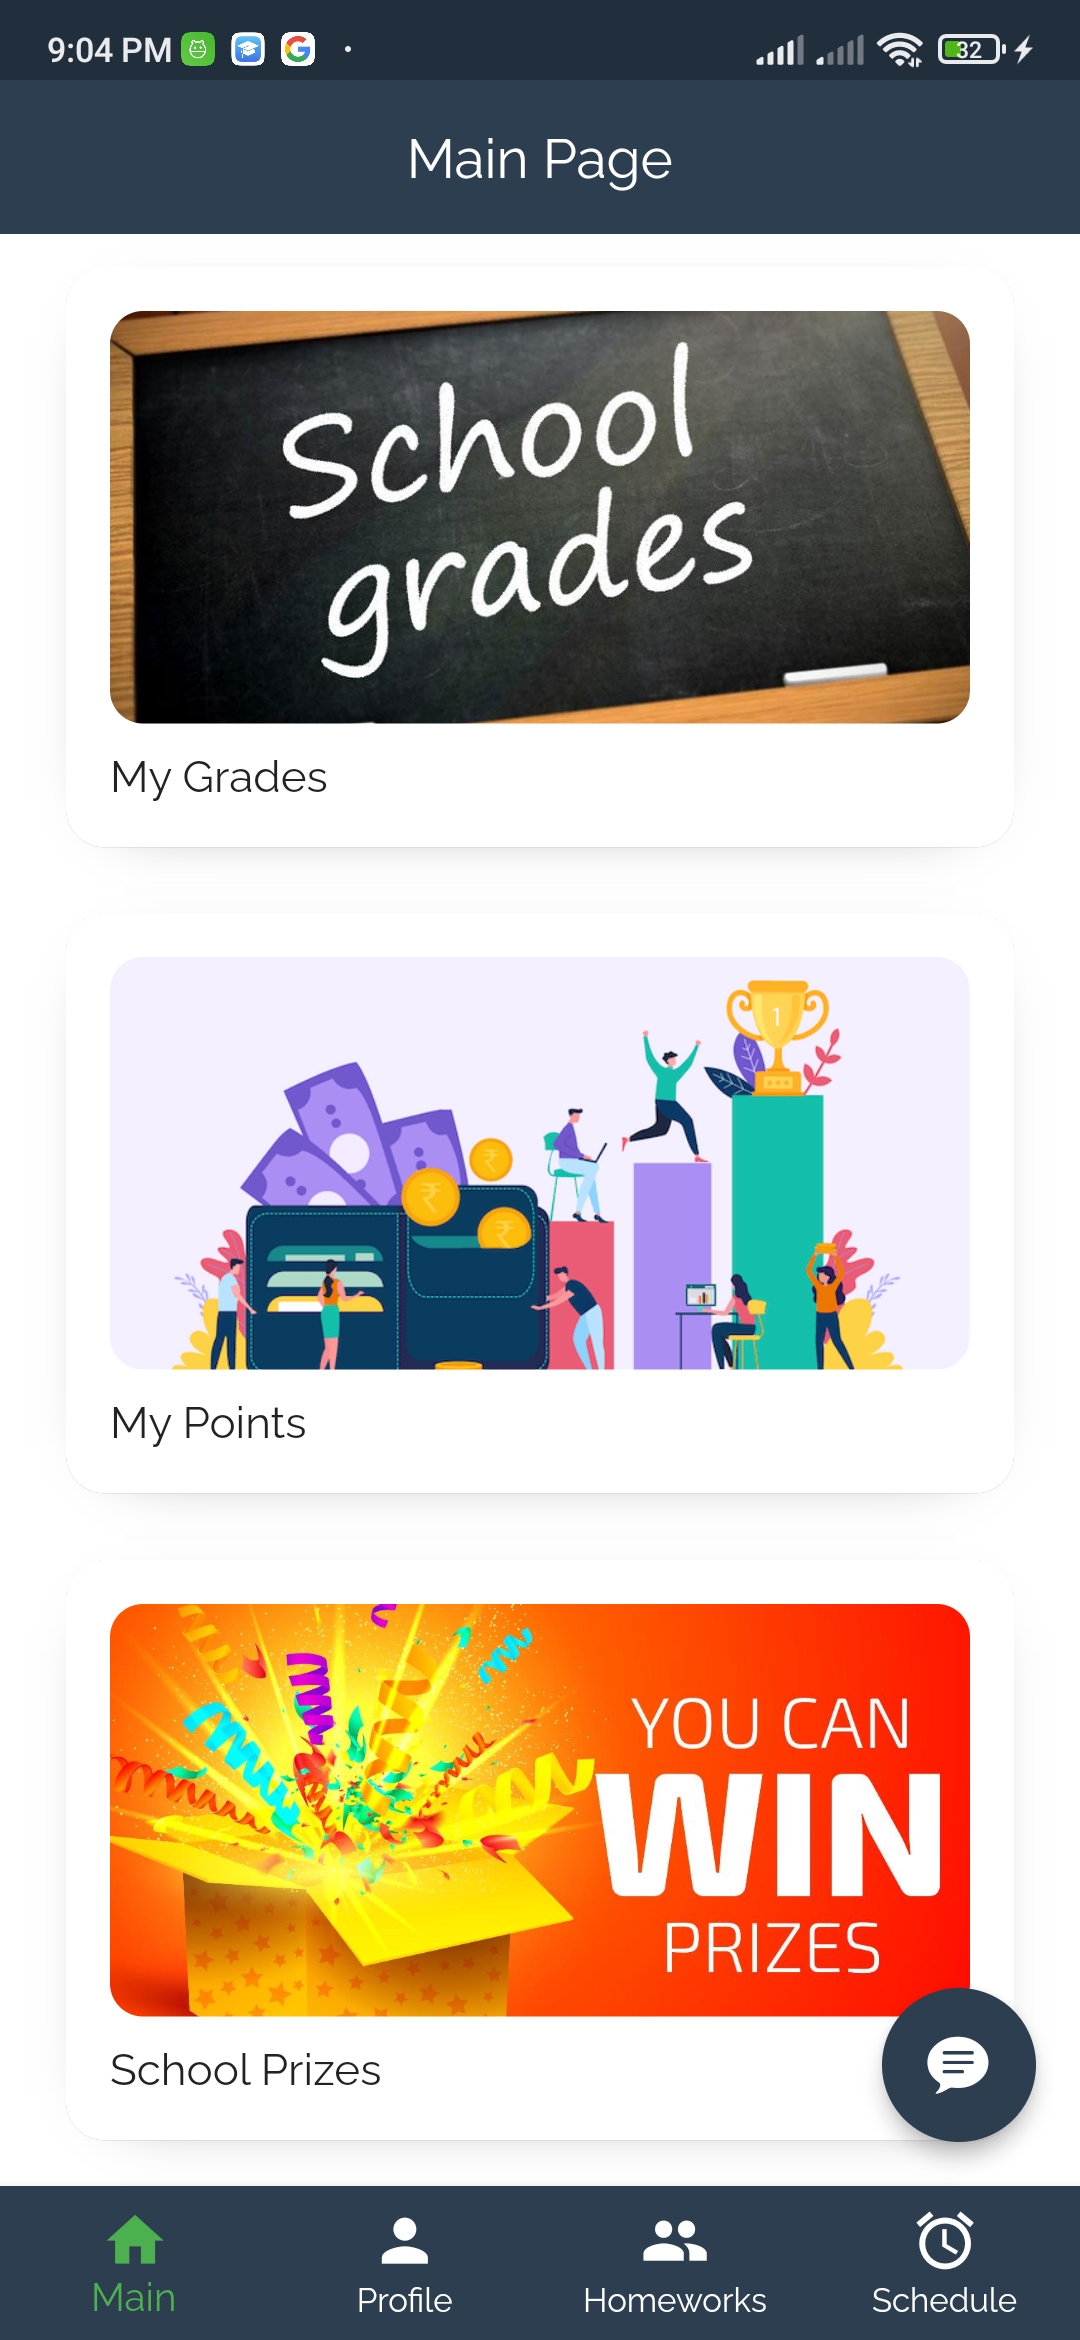 9:04 PM
32
Main Page
School
grades
My Grades
1
₹
₹
₹
My Points
YOU CAN
WIN
PRIZES
School Prizes
Main
Profile
Homeworks
Schedule